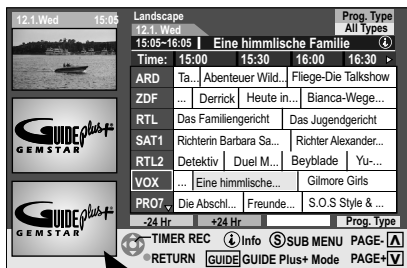 12.1.Wed 15:05
Landscape Prog. Type
12.1. Wed All Types
15:05~16:05 Eine himmlische Familie i
Time: 15:00 15:30 16:00 16:30
ARD Ta... Abenteuer Wild... Fliege-Die Talkshow
ZDF ... Derrick Heute in... Bianca-Wege...
RTL Das Familiengericht Das Jugendgericht
SAT1 Richterin Barbara Sa... Richter Alexander...
RTL2 Detektiv Duel M... Beyblade Yu-...
VOX ... Eine himmlische... Gilmore Girls
PRO7 Die Abschl... Freunde... S.O.S Style & ...
-24 Hr +24 Hr Prog. Type
GUIDE Plus+
GEMSTAR
GUIDE Plus+
GEMSTAR
TIMER REC i Info S SUB MENU PAGE- Λ
RETURN GUIDE GUIDE Plus+ Mode PAGE+ V